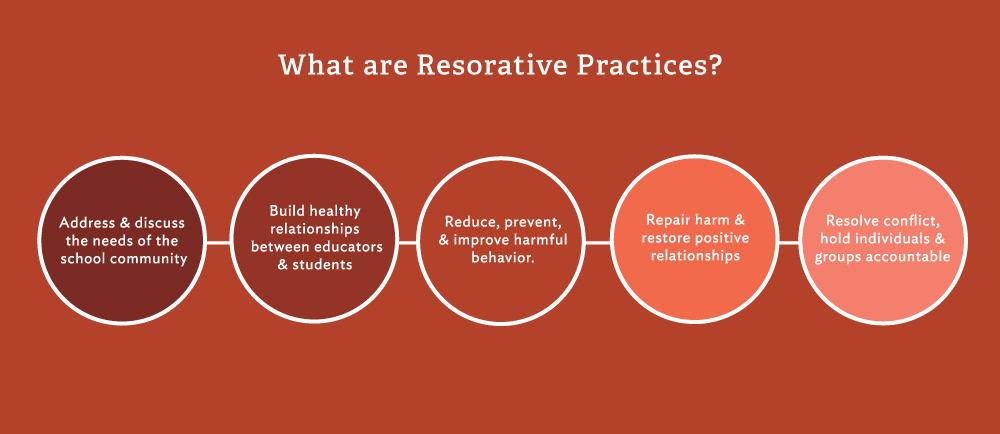 What are Resorative Practices?
Address & discuss
the needs of the
school community
Build healthy
relationships
between educators
& students
Reduce, prevent,
& improve harmful
behavior.
Repair harm &
restore positive
relationships
Resolve conflict,
hold individuals &
groups accountable